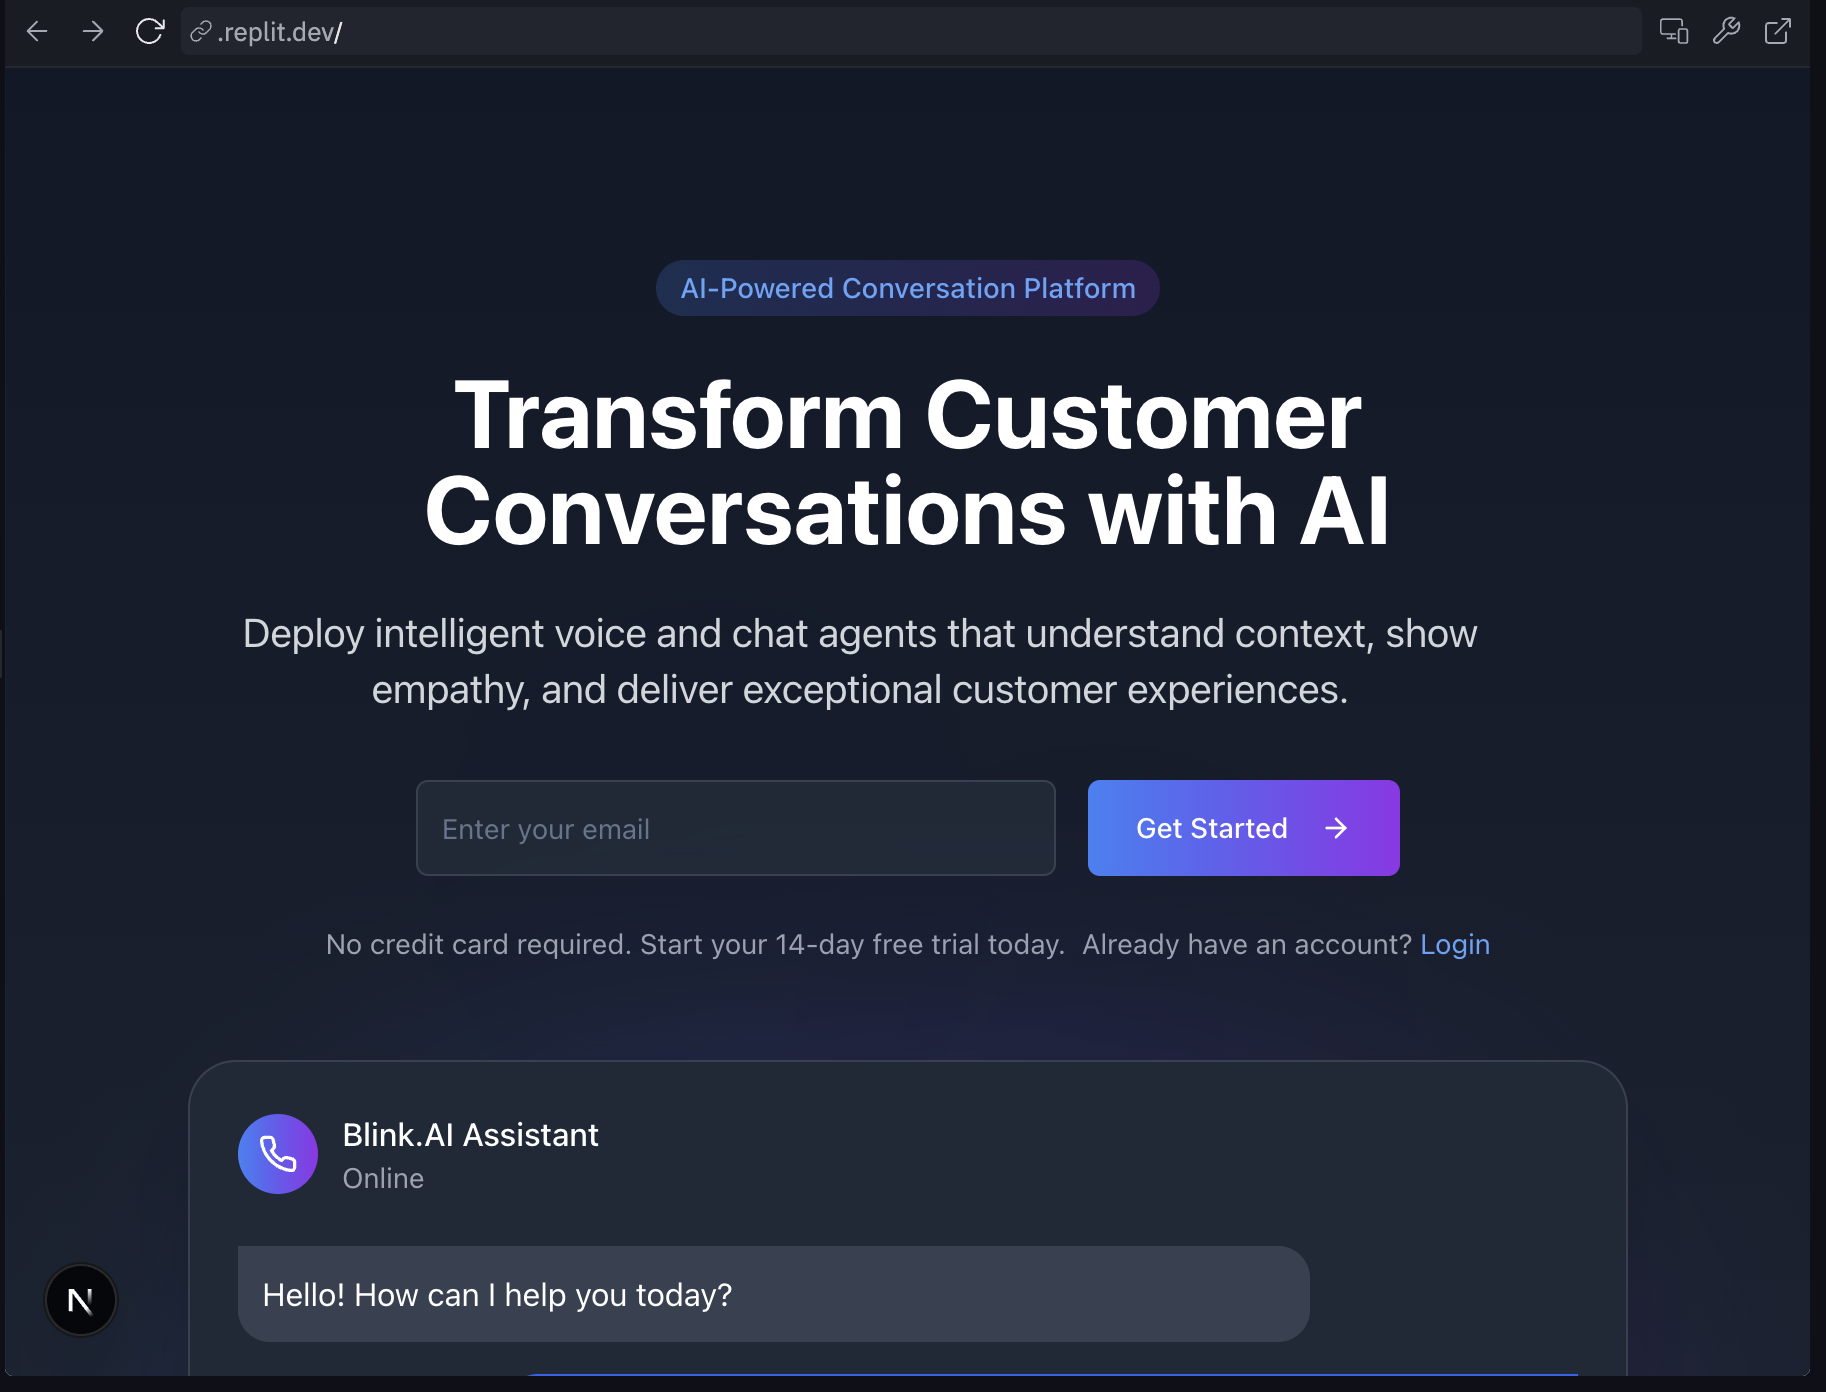 .replit.dev/
AI-Powered Conversation Platform
Transform Customer
Conversations with AI
Deploy intelligent voice and chat agents that understand context, show
empathy, and deliver exceptional customer experiences.
Enter your email
Get Started
No credit card required. Start your 14-day free trial today. Already have an account? Login
Blink.AI Assistant
Online
Hello! How can I help you today?
N